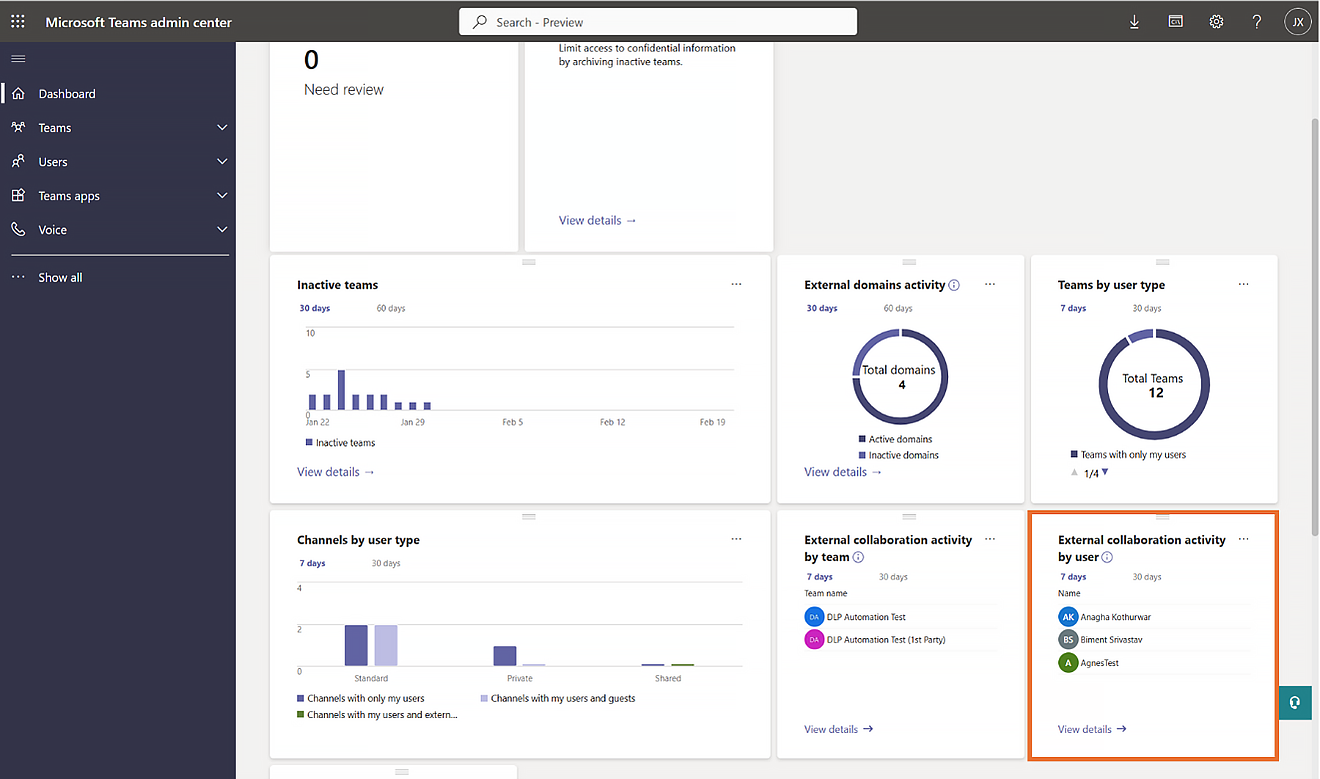 Microsoft Teams admin center
Search - Preview
JX
Dashboard
Teams
Users
Teams apps
Voice
Show all
0
Need review
Limit access to confidential information
by archiving inactive teams.
View details →
Inactive teams
30 days 60 days
10
5
0
Jan 22 Jan 29 Feb 5 Feb 12 Feb 19
Inactive teams
View details →
External domains activity
30 days 60 days
Total domains
4
Active domains
Inactive domains
View details →
Teams by user type
7 days 30 days
Total Teams
12
Teams with only my users
1/4
Channels by user type
7 days 30 days
4
2
0
Standard Private Shared
Channels with only my users Channels with my users and guests
Channels with my users and extern...
External collaboration activity
by team
7 days 30 days
Team name
DA DLP Automation Test
DA DLP Automation Test (1st Party)
View details →
External collaboration activity
by user
7 days 30 days
Name
AK Anagha Kothurwar
BS Biment Srivastav
A AgnesTest
View details →